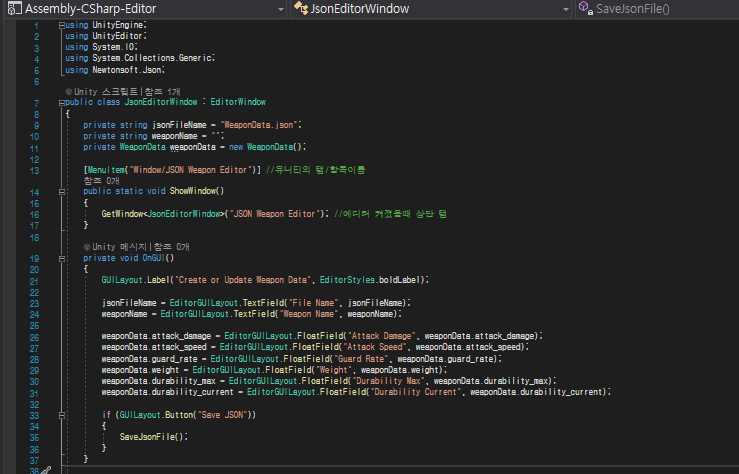 Assembly-CSharp-Editor JsonEditorWindow SaveJsonFile()
1 using UnityEngine;
2 using UnityEditor;
3 using System.IO;
4 using System.Collections.Generic;
5 using Newtonsoft.Json;
6
Unity 스크립트|참조 1개
7 public class JsonEditorWindow : EditorWindow
8 {
9 private string jsonFileName = "WeaponData.json";
10 private string weaponName = "";
11 private WeaponData weaponData = new WeaponData();
12
13 [MenuItem("Window/JSON Weapon Editor")] //유니티의 탭/항목이름
참조 0개
14 public static void ShowWindow()
15 {
16 GetWindow<JsonEditorWindow>("JSON Weapon Editor"); //에디터 켜졌을때 상단 탭
17 }
18
Unity 메시지|참조 0개
19 private void OnGUI()
20 {
21 GUILayout.Label("Create or Update Weapon Data", EditorStyles.boldLabel);
22
23 jsonFileName = EditorGUILayout.TextField("File Name", jsonFileName);
24 weaponName = EditorGUILayout.TextField("Weapon Name", weaponName);
25
26 weaponData.attack_damage = EditorGUILayout.FloatField("Attack Damage", weaponData.attack_damage);
27 weaponData.attack_speed = EditorGUILayout.FloatField("Attack Speed", weaponData.attack_speed);
28 weaponData.guard_rate = EditorGUILayout.FloatField("Guard Rate", weaponData.guard_rate);
29 weaponData.weight = EditorGUILayout.FloatField("Weight", weaponData.weight);
30 weaponData.durability_max = EditorGUILayout.FloatField("Durability Max", weaponData.durability_max);
31 weaponData.durability_current = EditorGUILayout.FloatField("Durability Current", weaponData.durability_current);
32
33 if (GUILayout.Button("Save JSON"))
34 {
35 SaveJsonFile();
36 }
37 }
38